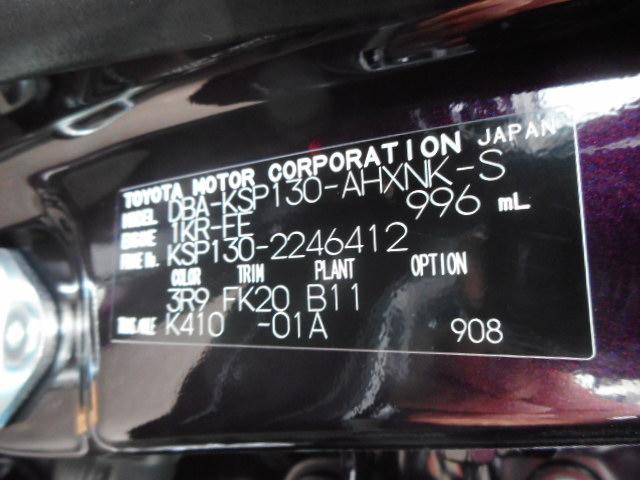 TOYOTA MOTOR CORPORATION JAPAN
MODEL DBA-KSP130-AHXNK-S
ENGINE 1KR-FE 996 mL
FRAME No. KSP130-2246412
COLOR TRIM PLANT OPTION
3R9 FK20 B11
TRANS.AXLE K410 -01A 908